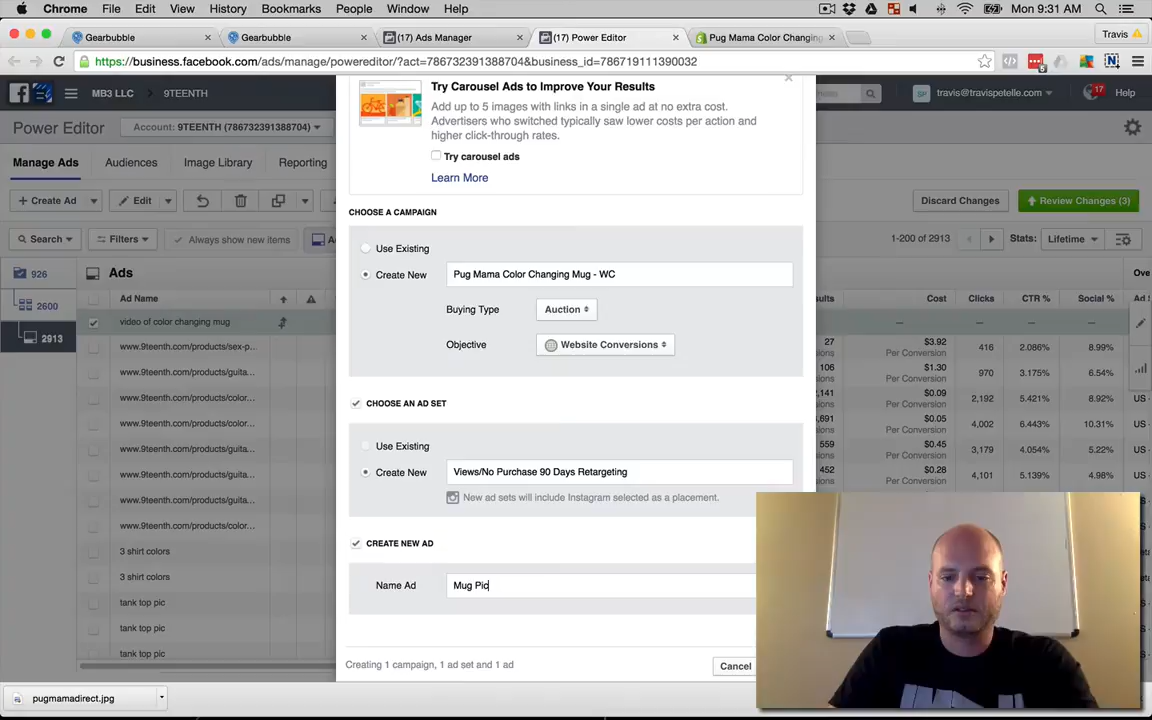 Chrome File Edit View History Bookmarks People Window Help Mon 9:31 AM
Gearbubble Gearbubble (17) Ads Manager (17) Power Editor Pug Mama Color Changing Travis
https://business.facebook.com/ads/manage/powereditor/?act=786732391388704&business_id=786719111390032
5
MB3 LLC 9TEENTH travis@travispetelle.com 17 Help
Power Editor Account: 9TEENTH (786732391388704)
Manage Ads Audiences Image Library Reporting
+ Create Ad Edit Discard Changes Review Changes (3)
Search Filters Always show new items 1-200 of 2913 Stats: Lifetime
926 Ads
2600 Ad Name Cost Clicks CTR % Social %
2913 video of color changing mug — — — —
www.9teenth.com/products/sex-p... 27 $3.92 Per Conversion 416 2.086% 8.99%
www.9teenth.com/products/guita... 106 $1.30 Per Conversion 970 3.175% 6.54%
www.9teenth.com/products/color... $0.09 Per Conversion 2,192 5.421% 8.92%
www.9teenth.com/products/color... $0.05 Per Conversion 4,002 6.443% 10.31%
www.9teenth.com/products/guita... 559 $0.45 Per Conversion 3,179 4.054% 5.22%
www.9teenth.com/products/guita... 452 $0.28 Per Conversion 4,101 5.139% 4.98%
www.9teenth.com/products/guita...
www.9teenth.com/products/color...
3 shirt colors
3 shirt colors
tank top pic
tank top pic
tank top pic
Try Carousel Ads to Improve Your Results
Add up to 5 images with links in a single ad at no extra cost.
Advertisers who switched typically saw lower costs per action and
higher click-through rates.
Try carousel ads
Learn More
CHOOSE A CAMPAIGN
Use Existing
Create New Pug Mama Color Changing Mug - WC
Buying Type Auction
Objective Website Conversions
CHOOSE AN AD SET
Use Existing
Create New Views/No Purchase 90 Days Retargeting
New ad sets will include Instagram selected as a placement.
CREATE NEW AD
Name Ad Mug Pic
Creating 1 campaign, 1 ad set and 1 ad Cancel
pugmamadirect.jpg